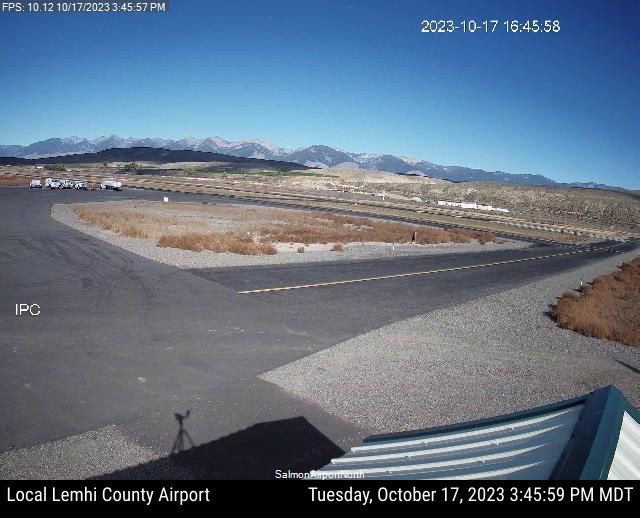 FPS: 10.12 10/17/2023 3:45:57 PM
2023-10-17 16:45:58
IPC
SalmonAirportNorth
Local Lemhi County Airport Tuesday, October 17, 2023 3:45:59 PM MDT